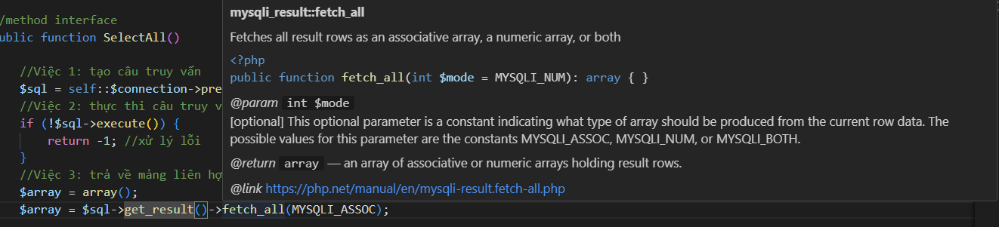 /method interface
ublic function SelectAll()
//Việc 1: tạo câu truy vấn
$sql = self::$connection->pre
//Việc 2: thực thi câu truy v
if (!$sql->execute()) {
return -1; //xử lý lỗi
}
//Việc 3: trả về mảng liên hợ
$array = array();
$array = $sql->get_result()->fetch_all(MYSQLI_ASSOC);
mysqli_result::fetch_all
Fetches all result rows as an associative array, a numeric array, or both
<?php
public function fetch_all(int $mode = MYSQLI_NUM): array { }
@param int $mode
[optional] This optional parameter is a constant indicating what type of array should be produced from the current row data. The
possible values for this parameter are the constants MYSQLI_ASSOC, MYSQLI_NUM, or MYSQLI_BOTH.
@return array — an array of associative or numeric arrays holding result rows.
@link https://php.net/manual/en/mysqli-result.fetch-all.php